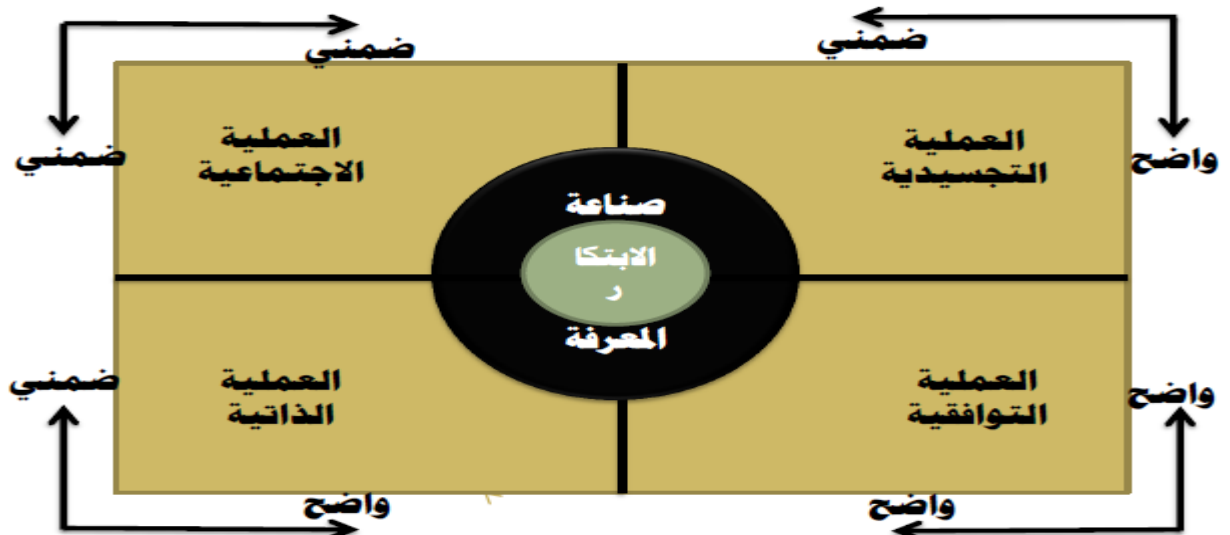 ضمني
ضمني
ضمني
واضح
العملية
التجسيدية
العملية
الاجتماعية
صناعة
الابتكا
ر
المعرفة
العملية
التوافقية
العملية
الذاتية
واضح
ضمني
واضح
واضح